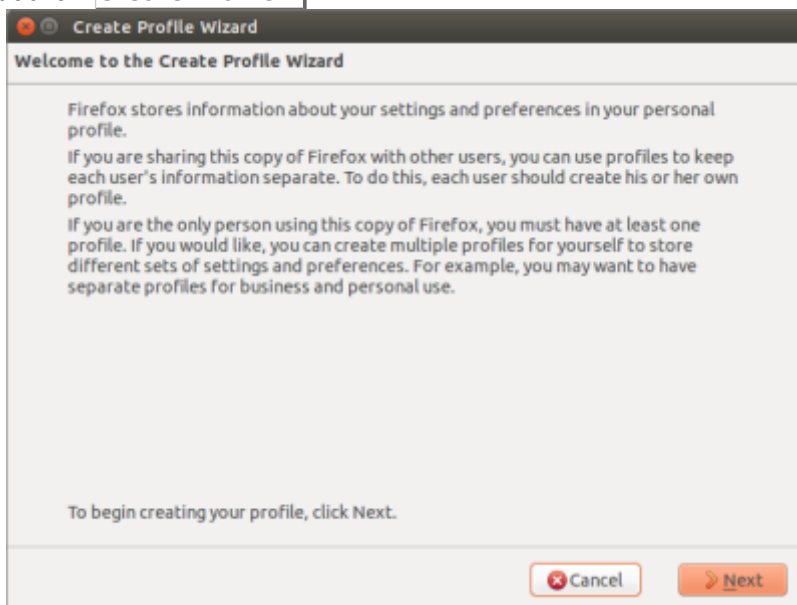 Create Profile Wizard
Welcome to the Create Profile Wizard
Firefox stores information about your settings and preferences in your personal
profile.
If you are sharing this copy of Firefox with other users, you can use profiles to keep
each user's information separate. To do this, each user should create his or her own
profile.
If you are the only person using this copy of Firefox, you must have at least one
profile. If you would like, you can create multiple profiles for yourself to store
different sets of settings and preferences. For example, you may want to have
separate profiles for business and personal use.
To begin creating your profile, click Next.
Cancel
Next